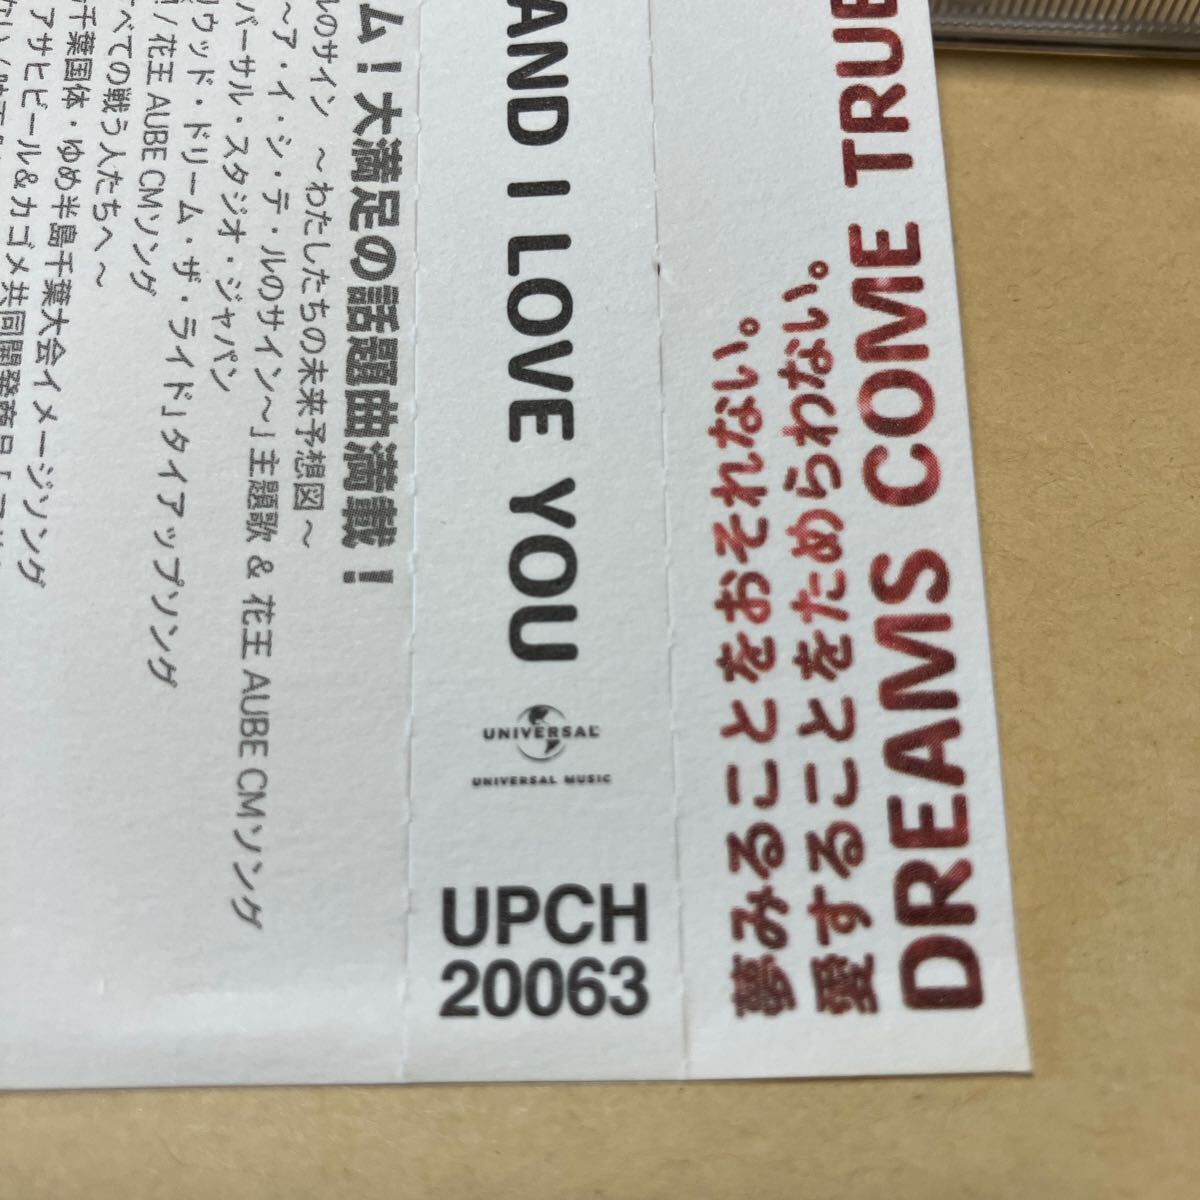 DREAMS COME TRUE
愛することをためらわない。
夢みることをおそれない。
AND I LOVE YOU
UNIVERSAL
UNIVERSAL MUSIC
UPCH
20063
ム！大満足の話題曲満載！
ルのサイン ～わたしたちの未来予想図～
～ア・イ・シ・テ・ルのサイン～」主題歌 & 花王 AUBE CMソング
バーサル・スタジオ・ジャパン
リウッド・ドリーム・ザ・ライド」タイアップソング
/ 花王 AUBE CMソング
べての戦う人たちへ～
千葉国体・ゆめ半島千葉大会イメージソング
アサヒビール&カゴメ共同開発商品「